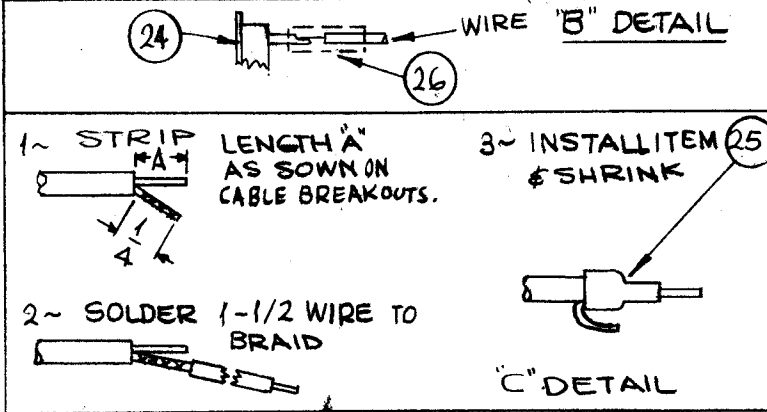 24
WIRE "B" DETAIL
26
1~ STRIP LENGTH "A"
A
AS SOWN ON
CABLE BREAKOUTS.
1/4
2~ SOLDER 1-1/2 WIRE TO
BRAID
3~ INSTALL ITEM 25
& SHRINK
"C" DETAIL